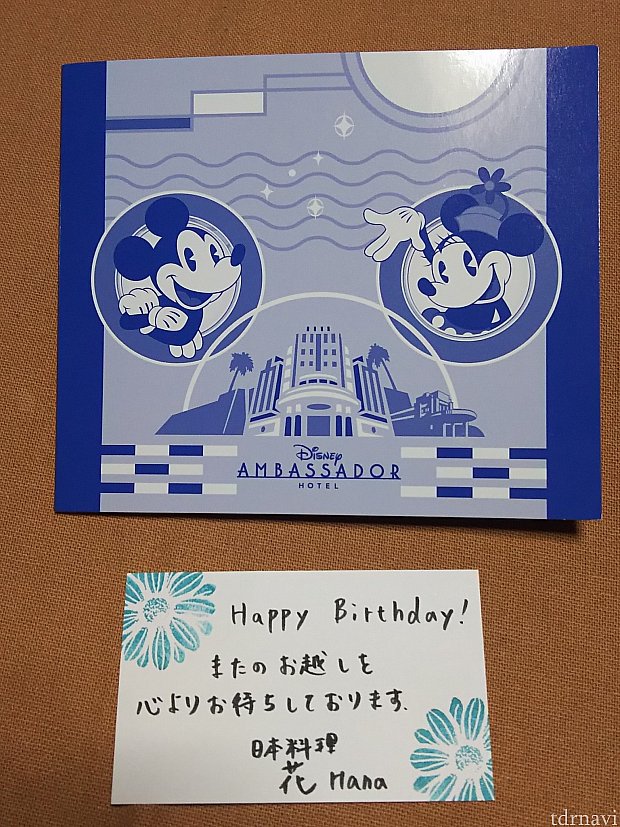 Disney
AMBASSADOR
HOTEL
Happy Birthday!
またのお越しを
心よりお待ちしております.
日本料理
花 Hana
tdrnavi